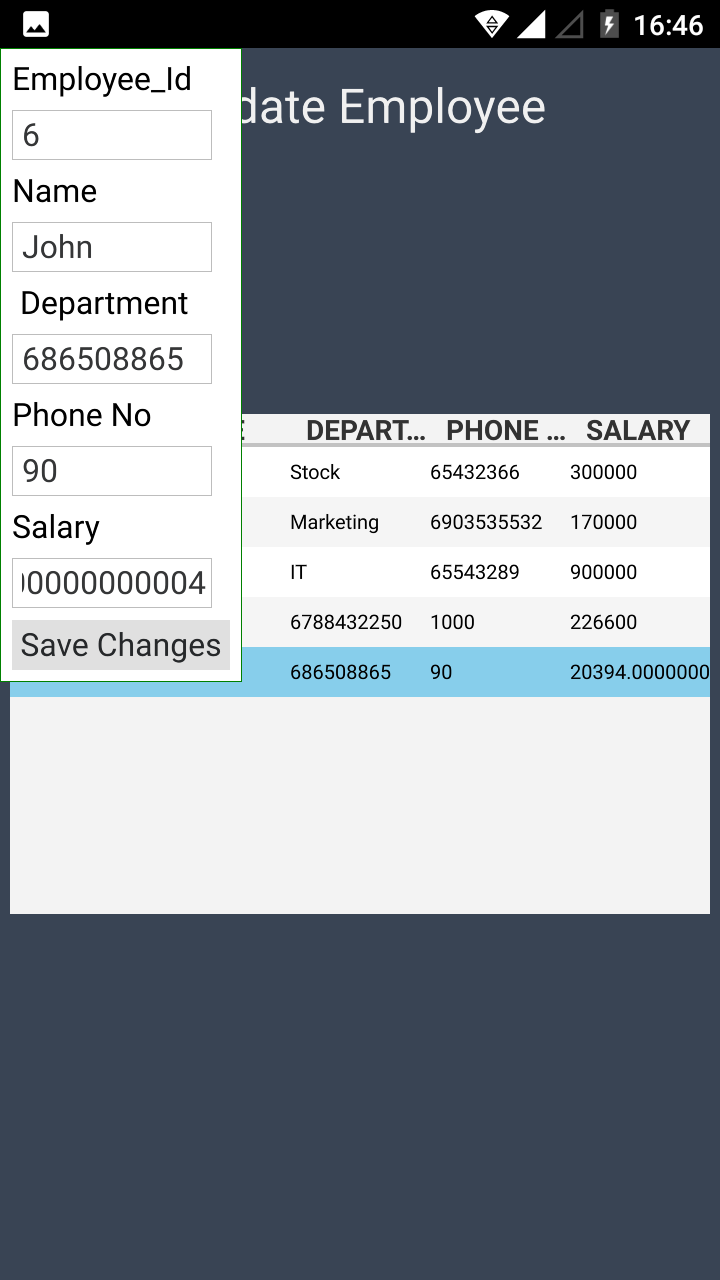 16:46
date Employee
Employee_Id
6
Name
John
Department
686508865
Phone No
90
Salary
00000000004
Save Changes
DEPART... PHONE ... SALARY
Stock 65432366 300000
Marketing 6903535532 170000
IT 65543289 900000
6788432250 1000 226600
686508865 90 20394.0000000